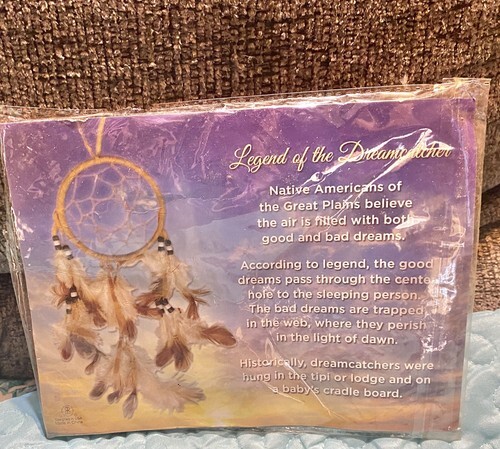 Legend of the Dreamcatcher
Native Americans of
the Great Plains believe
the air is filled with both
good and bad dreams.
According to legend, the good
dreams pass through the center
hole to the sleeping person.
The bad dreams are trapped
in the web, where they perish
in the light of dawn.
Historically, dreamcatchers were
hung in the tipi or lodge and on
a baby's cradle board.